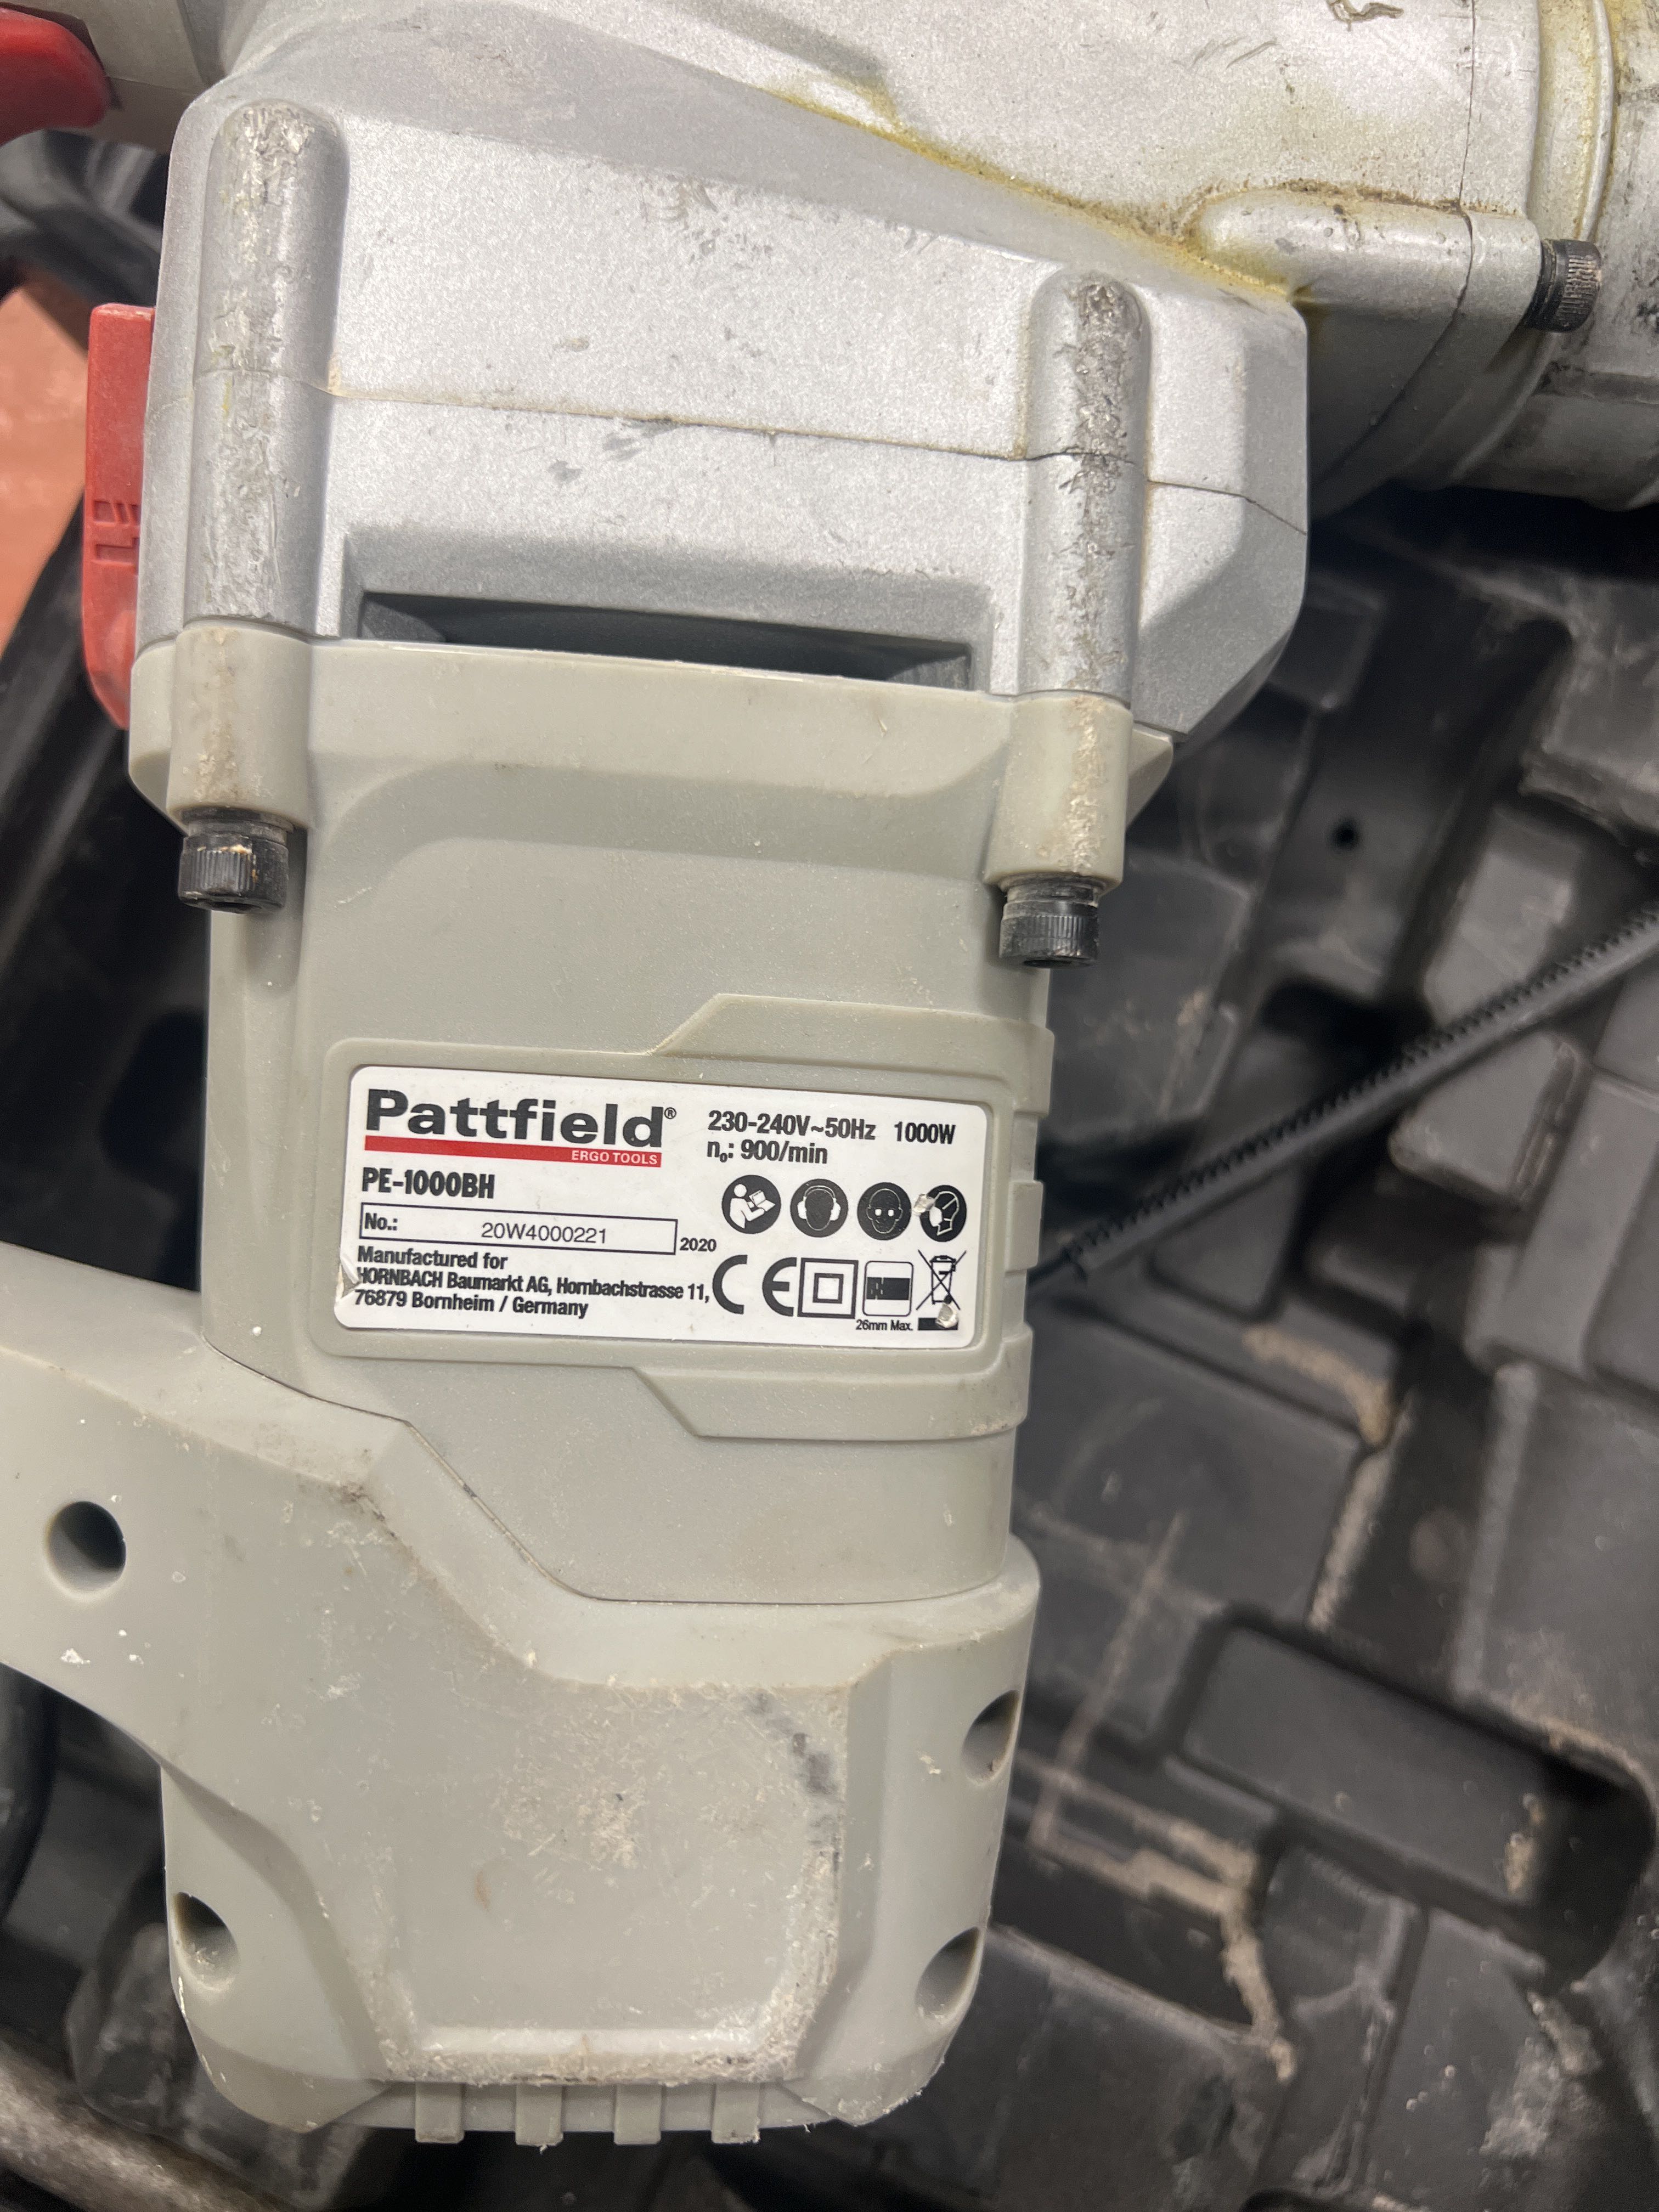 Pattfield®
ERGO TOOLS
PE-1000BH
230-240V~50Hz 1000W
n₀: 900/min
No.: 20W4000221 2020
Manufactured for
HORNBACH Baumarkt AG, Hornbachstrasse 11,
76879 Bornheim / Germany
CE
26mm Max.